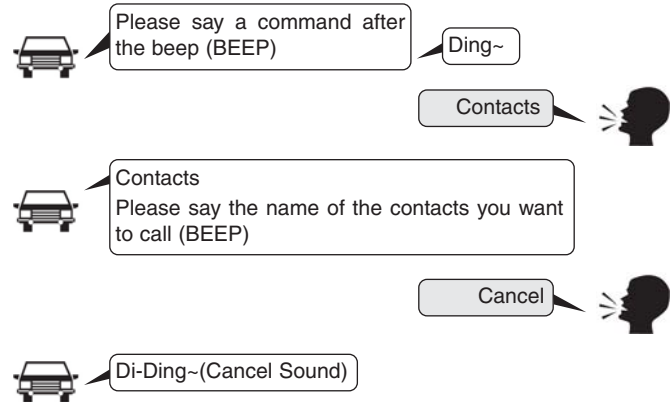 Please say a command after
the beep (BEEP)
Ding~
Contacts
Contacts
Please say the name of the contacts you want
to call (BEEP)
Cancel
Di-Ding~(Cancel Sound)